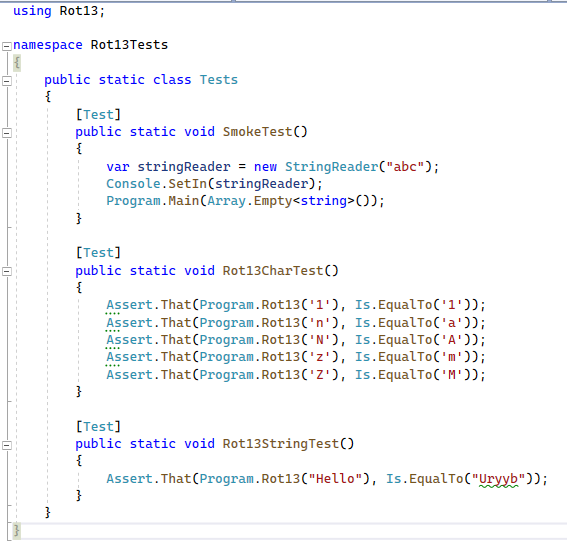 using Rot13;
namespace Rot13Tests
{
public static class Tests
{
[Test]
public static void SmokeTest()
{
var stringReader = new StringReader("abc");
Console.SetIn(stringReader);
Program.Main(Array.Empty<string>());
}
[Test]
public static void Rot13CharTest()
{
Assert.That(Program.Rot13('1'), Is.EqualTo('1'));
Assert.That(Program.Rot13('n'), Is.EqualTo('a'));
Assert.That(Program.Rot13('N'), Is.EqualTo('A'));
Assert.That(Program.Rot13('z'), Is.EqualTo('m'));
Assert.That(Program.Rot13('Z'), Is.EqualTo('M'));
}
[Test]
public static void Rot13StringTest()
{
Assert.That(Program.Rot13("Hello"), Is.EqualTo("Uryyb"));
}
}
}